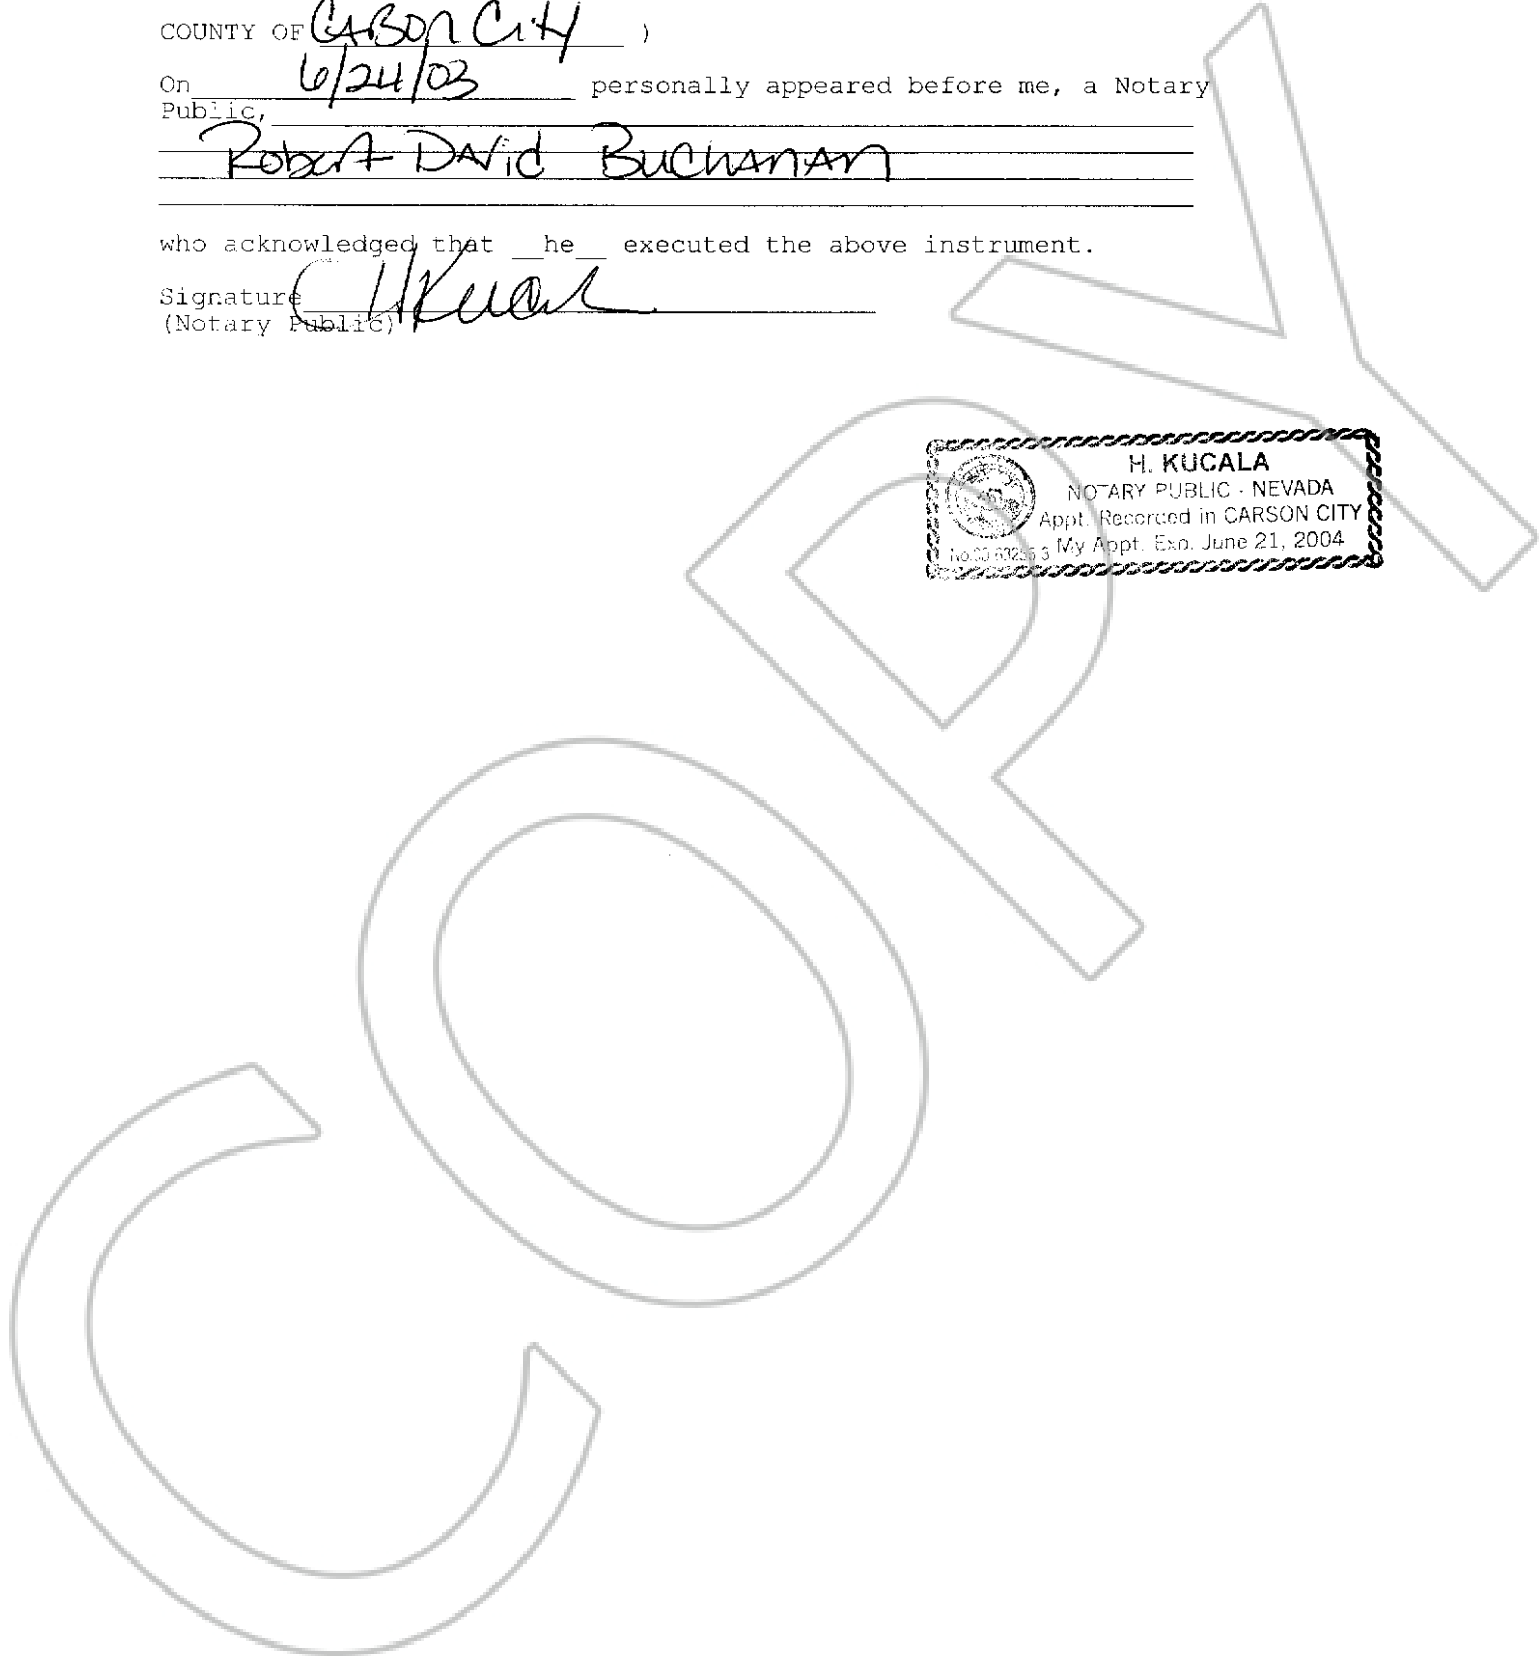 COUNTY OF CARSON CITY )
On 6/24/03 personally appeared before me, a Notary
Public,
Robert DAvid BuchANAN
who acknowledged that __he__ executed the above instrument.
Signature H Kucala
(Notary Public)
H. KUCALA
NOTARY PUBLIC - NEVADA
Appt. Recorded in CARSON CITY
My Appt. Exp. June 21, 2004
COPY